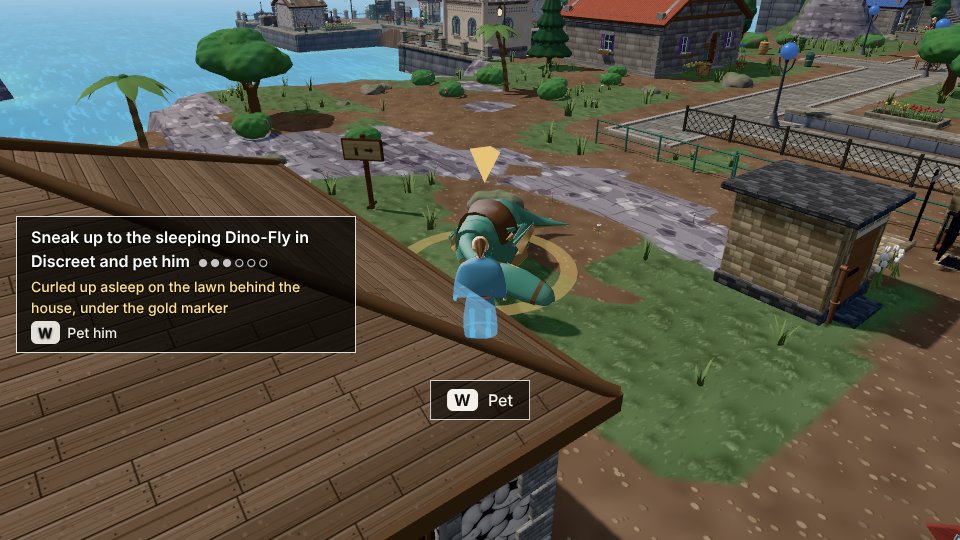 Sneak up to the sleeping Dino-Fly in
Discreet and pet him
Curled up asleep on the lawn behind the
house, under the gold marker
W Pet him
W Pet